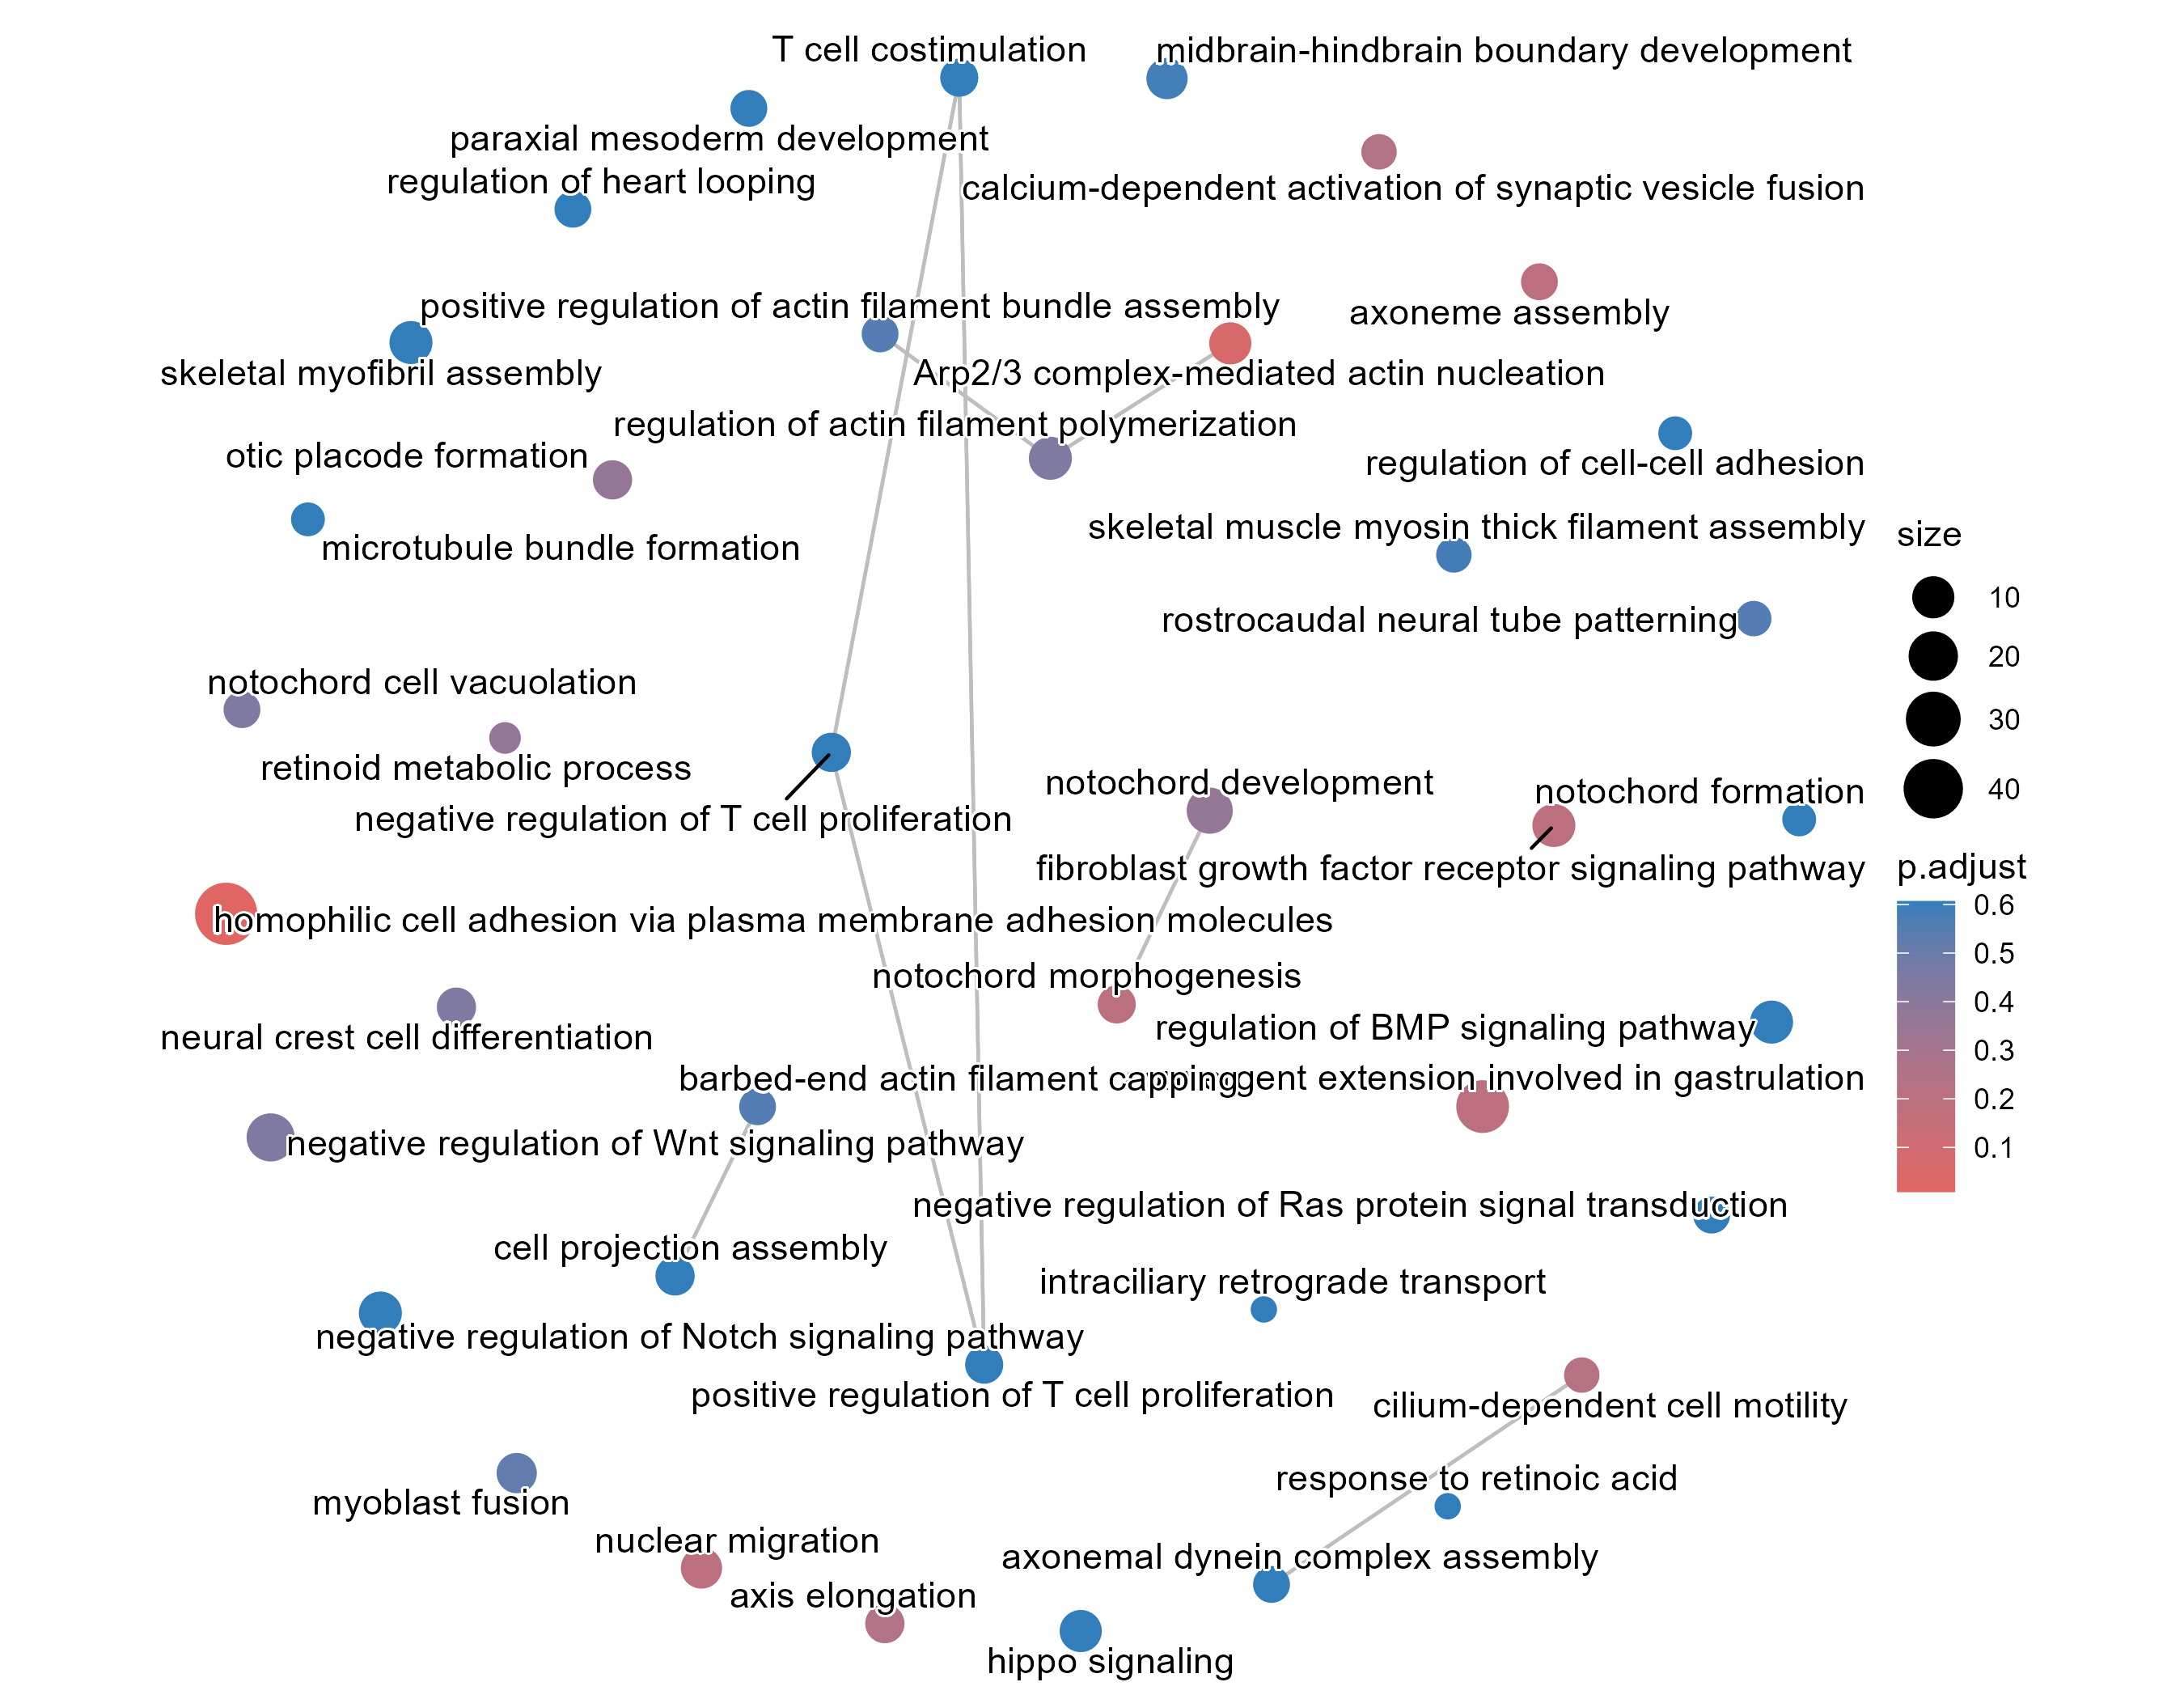 T cell costimulation
midbrain-hindbrain boundary development
paraxial mesoderm development
regulation of heart looping
calcium-dependent activation of synaptic vesicle fusion
positive regulation of actin filament bundle assembly
axoneme assembly
skeletal myofibril assembly
Arp2/3 complex-mediated actin nucleation
regulation of actin filament polymerization
otic placode formation
regulation of cell-cell adhesion
microtubule bundle formation
skeletal muscle myosin thick filament assembly
rostrocaudal neural tube patterning
notochord cell vacuolation
retinoid metabolic process
negative regulation of T cell proliferation
notochord development
notochord formation
fibroblast growth factor receptor signaling pathway
homophilic cell adhesion via plasma membrane adhesion molecules
notochord morphogenesis
regulation of BMP signaling pathway
neural crest cell differentiation
barbed-end actin filament capping
extension involved in gastrulation
negative regulation of Wnt signaling pathway
negative regulation of Ras protein signal transduction
cell projection assembly
intraciliary retrograde transport
negative regulation of Notch signaling pathway
positive regulation of T cell proliferation
cilium-dependent cell motility
response to retinoic acid
myoblast fusion
nuclear migration
axonemal dynein complex assembly
axis elongation
hippo signaling
size
10
20
30
40
p.adjust
0.6
0.5
0.4
0.3
0.2
0.1